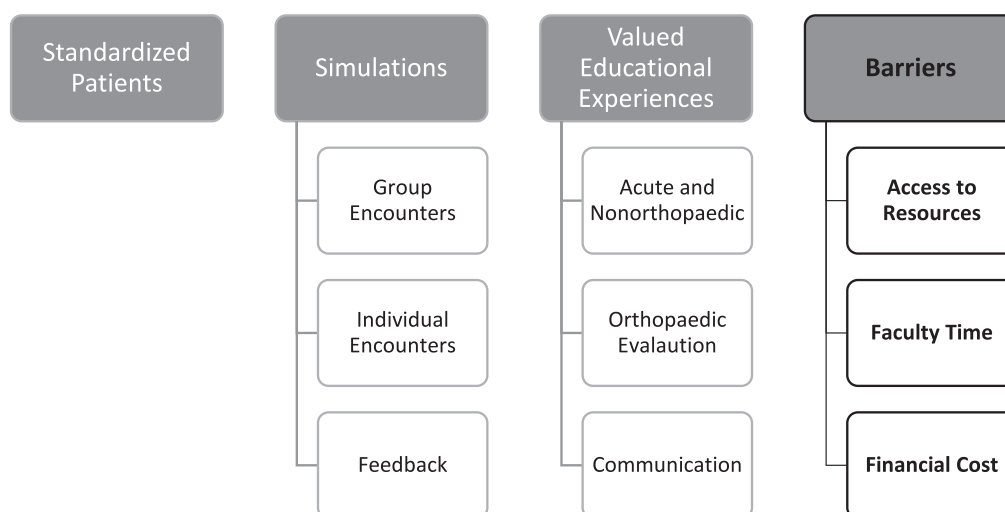 Standardized
Patients
Simulations
Group
Encounters
Individual
Encounters
Feedback
Valued
Educational
Experiences
Acute and
Nonorthopaedic
Orthopaedic
Evalaution
Communication
Barriers
Access to
Resources
Faculty Time
Financial Cost